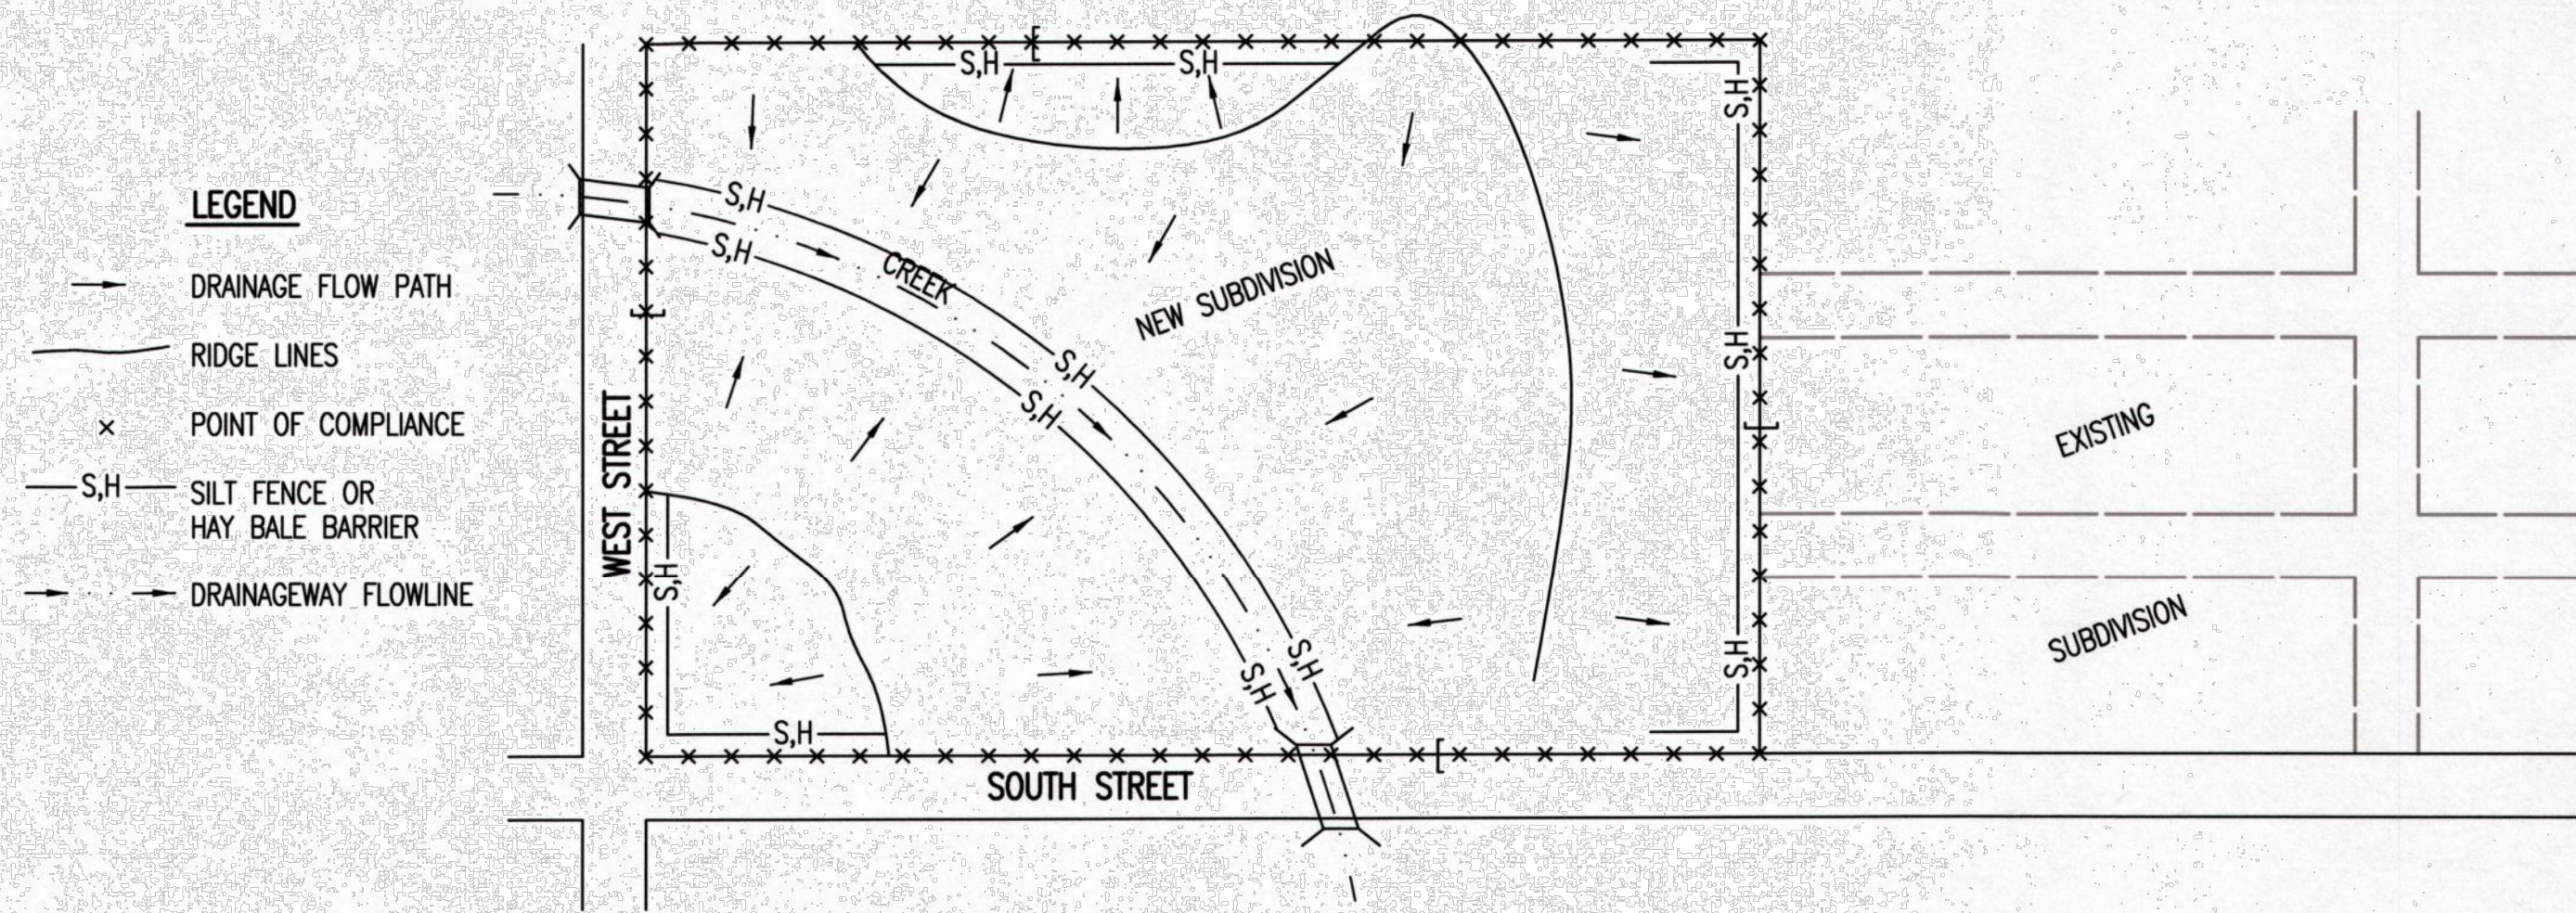 LEGEND
DRAINAGE FLOW PATH
RIDGE LINES
× POINT OF COMPLIANCE
S,H SILT FENCE OR
HAY BALE BARRIER
DRAINAGEWAY FLOWLINE
S,H
S,H
S,H
S,H
S,H
CREEK
NEW SUBDIVISION
S,H
S,H
S,H
WEST STREET
EXISTING
S,H
S,H
S,H
S,H
SUBDIVISION
S,H
SOUTH STREET